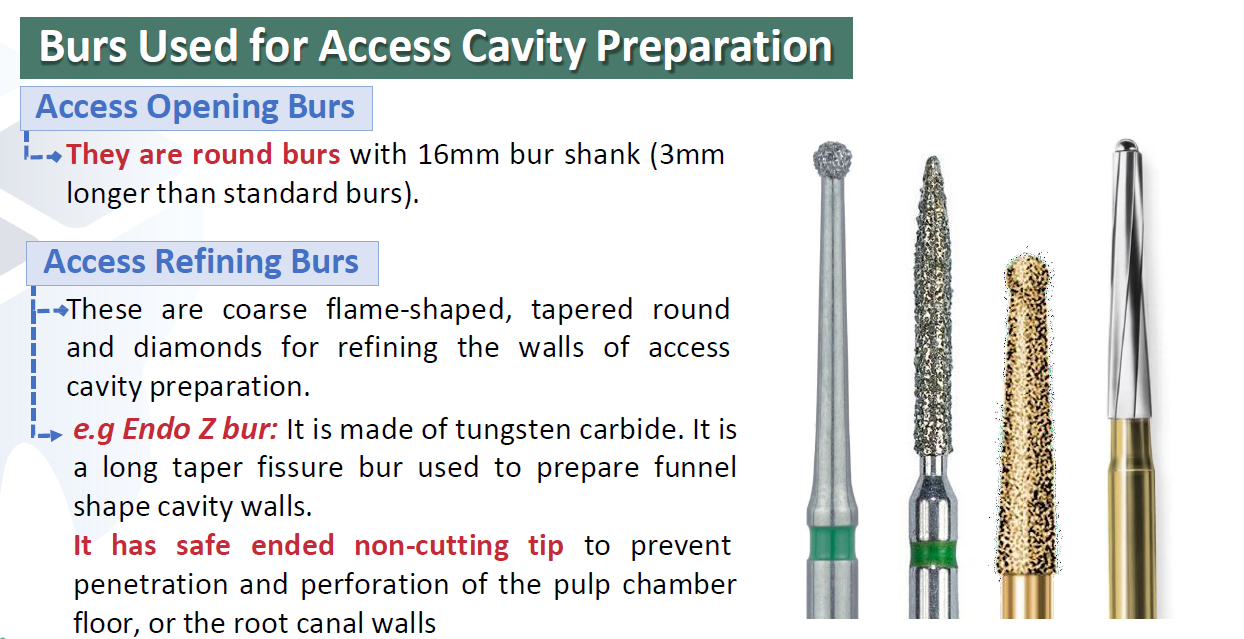 Burs Used for Access Cavity Preparation
Access Opening Burs
They are round burs with 16mm bur shank (3mm
longer than standard burs).
Access Refining Burs
These are coarse flame-shaped, tapered round
and diamonds for refining the walls of access
cavity preparation.
e.g Endo Z bur: It is made of tungsten carbide. It is
a long taper fissure bur used to prepare funnel
shape cavity walls.
It has safe ended non-cutting tip to prevent
penetration and perforation of the pulp chamber
floor, or the root canal walls